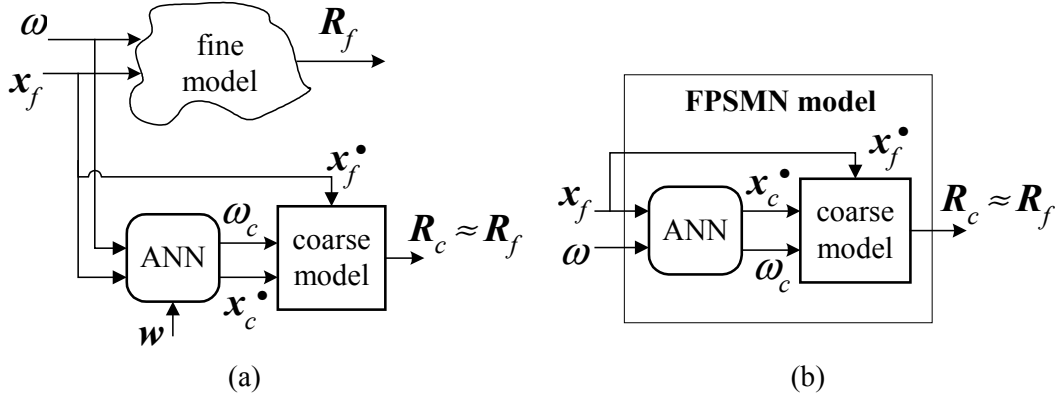 ω
x_f
fine
model
R_f
x_f•
ω_c
ANN
coarse
model
x_c•
w
R_c ≈ R_f
(a)
FPSMN model
x_f•
x_f
ω
ANN
x_c•
ω_c
coarse
model
R_c ≈ R_f
(b)